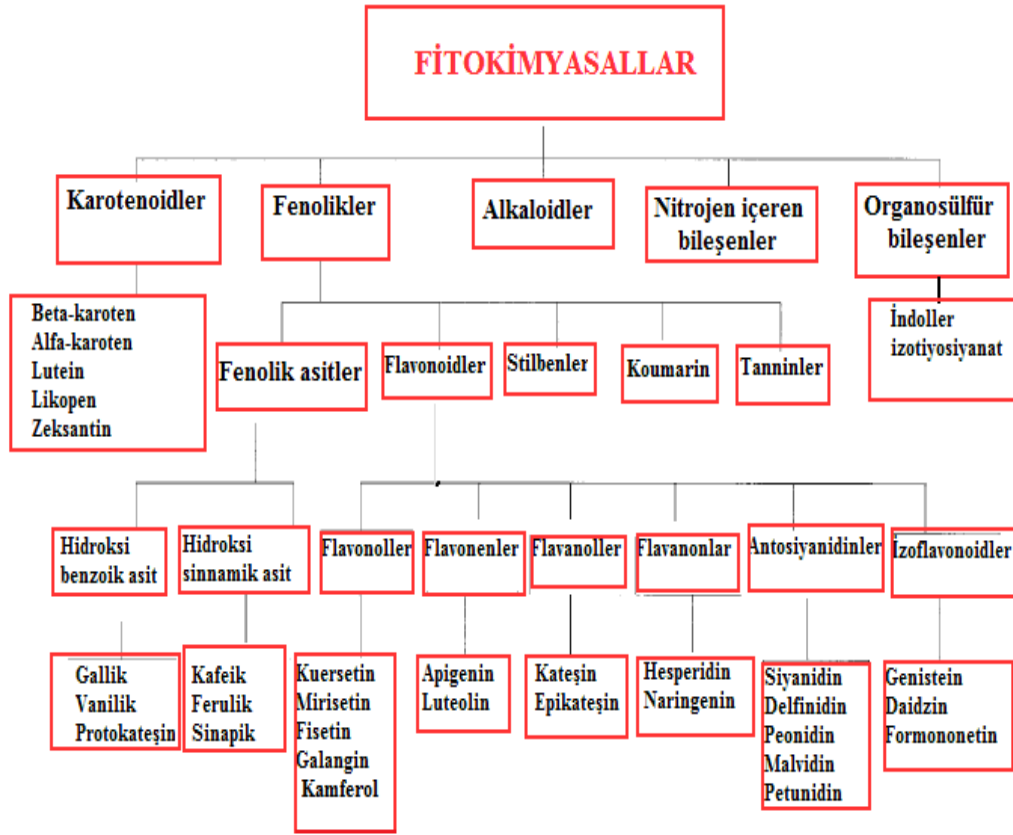 FİTOKİMYASALLAR
Karotenoidler
Fenolikler
Alkaloidler
Nitrojen içeren
bileşenler
Organosülfür
bileşenler
Beta-karoten
Alfa-karoten
Lutein
Likopen
Zeksantin
Fenolik asitler
Flavonoidler
Stilbenler
Koumarin
Tanninler
İndoller
izotiyosiyanat
Hidroksi
benzoik asit
Hidroksi
sinnamik asit
Flavonoller
Flavonenler
Flavanoller
Flavanonlar
Antosiyanidinler
İzoflavonoidler
Gallik
Vanilik
Protokateşin
Kafeik
Ferulik
Sinapik
Kuersetin
Mirisetin
Fisetin
Galangin
Kamferol
Apigenin
Luteolin
Kateşin
Epikateşin
Hesperidin
Naringenin
Siyanidin
Delfinidin
Peonidin
Malvidin
Petunidin
Genistein
Daidzin
Formononetin